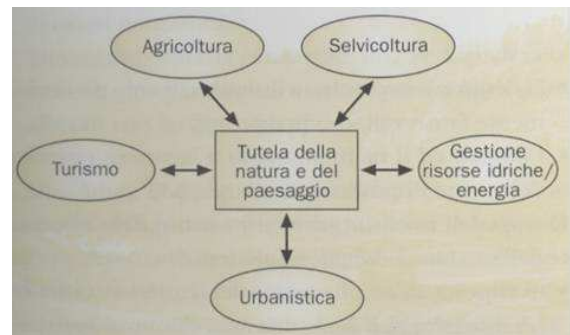 Agricoltura
Selvicoltura
Turismo
Tutela della
natura e del
paesaggio
Gestione
risorse idriche/
energia
Urbanistica